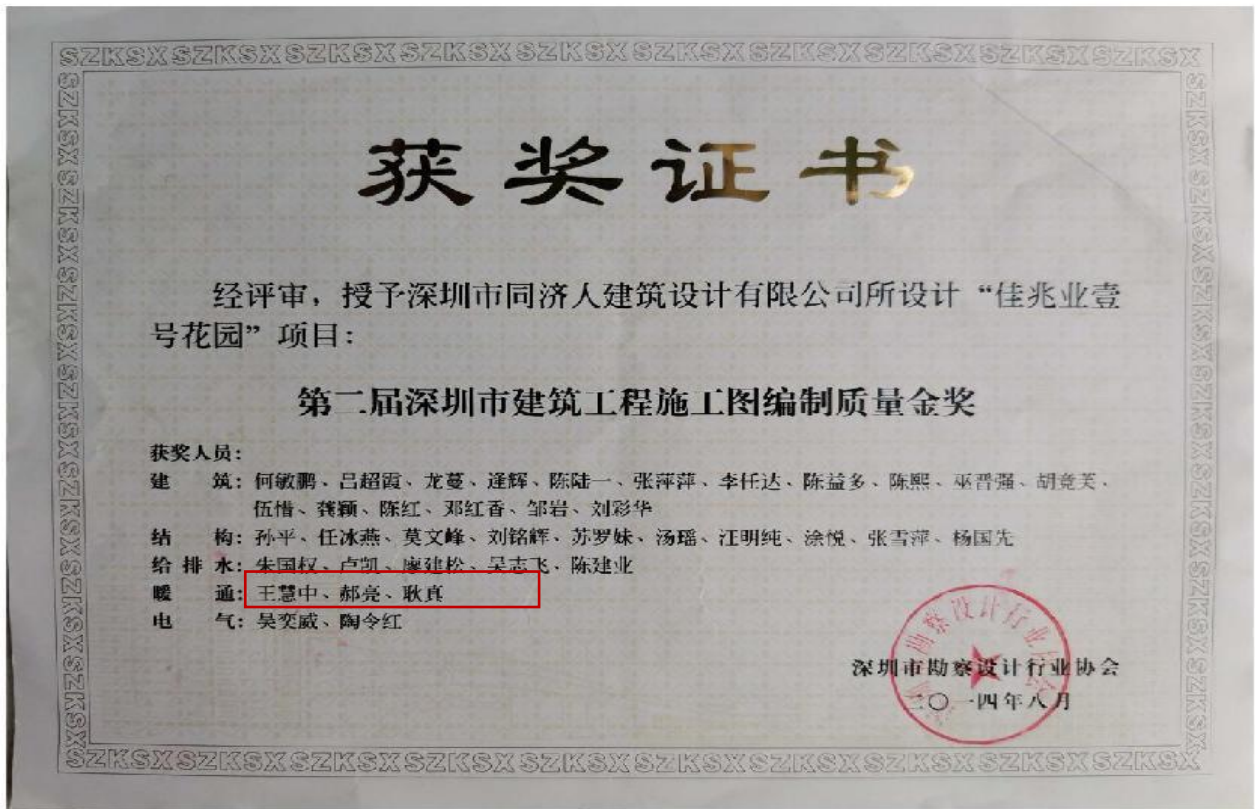 SZKSXSZKSXSZKSXSZKSXSZKSXSZKSXSZKSXSZKSXSZKSX
获奖证书
经评审，授予深圳市同济人建筑设计有限公司所设计“佳兆业壹
号花园”项目：
第二届深圳市建筑工程施工图编制质量金奖
获奖人员：
建 筑：何敏鹏、吕超霞、龙蔓、逄辉、陈陆一、张萍萍、李任达、陈益多、陈熙、巫晋强、胡竟芙、
伍惜、龚颖、陈红、邓红香、邹岩、刘彩华
结 构：孙平、任冰燕、莫文峰、刘铭辉、苏罗妹、汤瑶、汪明纯、涂悦、张雪萍、杨国先
给 排 水：朱国权、卢凯、廖建松、吴志飞、陈建业
暖 通：王慧中、郝亮、耿真
电 气：吴奕威、陶令红
深圳市勘察设计行业协会
二〇一四年八月
SZKSXSZKSXSZKSXSZKSXSZKSXSZKSXSZKSXSZKSXSZKSX